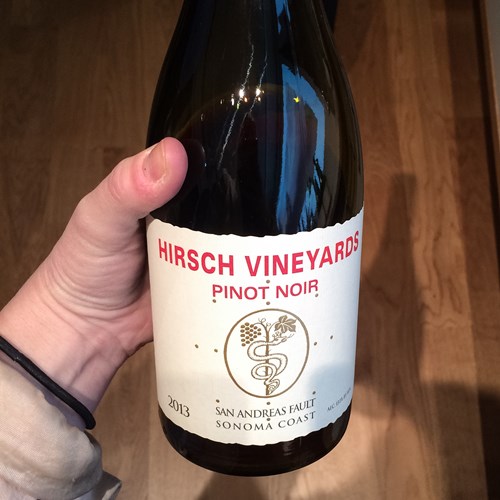 HIRSCH VINEYARDS
PINOT NOIR
2013
SAN ANDREAS FAULT
SONOMA COAST